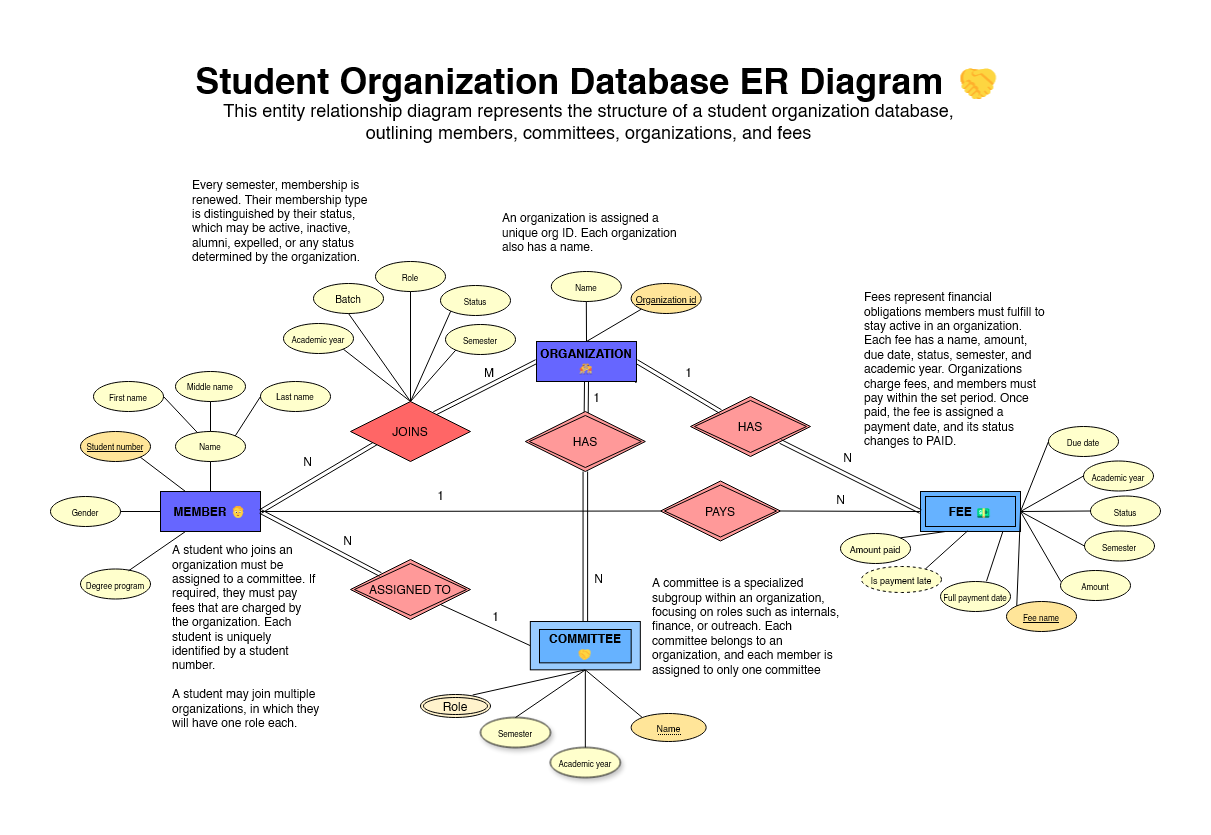 Student Organization Database ER Diagram
This entity relationship diagram represents the structure of a student organization database,
outlining members, committees, organizations, and fees
Every semester, membership is
renewed. Their membership type
is distinguished by their status,
which may be active, inactive,
alumni, expelled, or any status
determined by the organization.
An organization is assigned a
unique org ID. Each organization
also has a name.
Role
Batch
Status
Academic year
Semester
Name
Organization id
Fees represent financial
obligations members must fulfill to
stay active in an organization.
Each fee has a name, amount,
due date, status, semester, and
academic year. Organizations
charge fees, and members must
pay within the set period. Once
paid, the fee is assigned a
payment date, and its status
changes to PAID.
ORGANIZATION
M
1
1
Middle name
First name
Last name
Student number
Name
JOINS
HAS
HAS
N
N
Due date
Academic year
Status
Semester
Amount
Gender
MEMBER
1
PAYS
N
FEE
Amount paid
Is payment late
Full payment date
Fee name
Degree program
N
ASSIGNED TO
1
N
A student who joins an
organization must be
assigned to a committee. If
required, they must pay
fees that are charged by
the organization. Each
student is uniquely
identified by a student
number.
A student may join multiple
organizations, in which they
will have one role each.
COMMITTEE
A committee is a specialized
subgroup within an organization,
focusing on roles such as internals,
finance, or outreach. Each
committee belongs to an
organization, and each member is
assigned to only one committee
Role
Semester
Academic year
Name